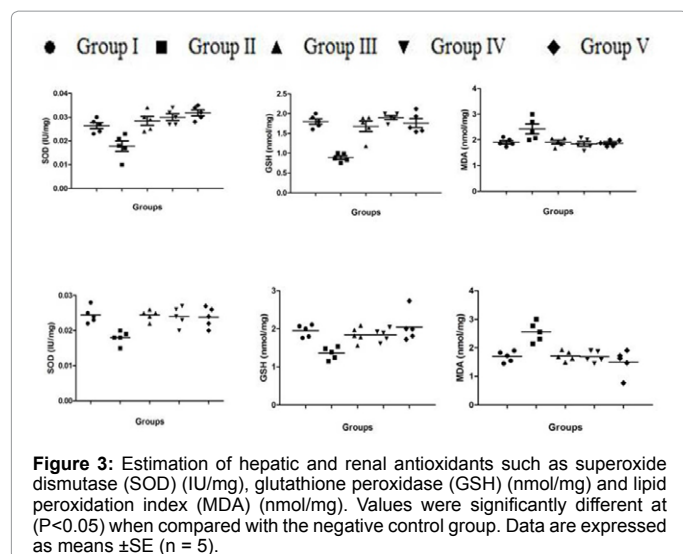 Group I Group II Group III Group IV Group V
SOD (IU/mg)
0.04
0.03
0.02
0.01
0.00
Groups
GSH (nmol/mg)
2.5
2.0
1.5
1.0
0.5
0.0
Groups
MDA (nmol/mg)
4
3
2
1
0
Groups
SOD (IU/mg)
0.03
0.02
0.01
0.00
Groups
GSH (nmol/mg)
3
2
1
0
Groups
MDA (nmol/mg)
4
3
2
1
0
Groups
Figure 3: Estimation of hepatic and renal antioxidants such as superoxide
dismutase (SOD) (IU/mg), glutathione peroxidase (GSH) (nmol/mg) and lipid
peroxidation index (MDA) (nmol/mg). Values were significantly different at
(P<0.05) when compared with the negative control group. Data are expressed
as means ±SE (n = 5).